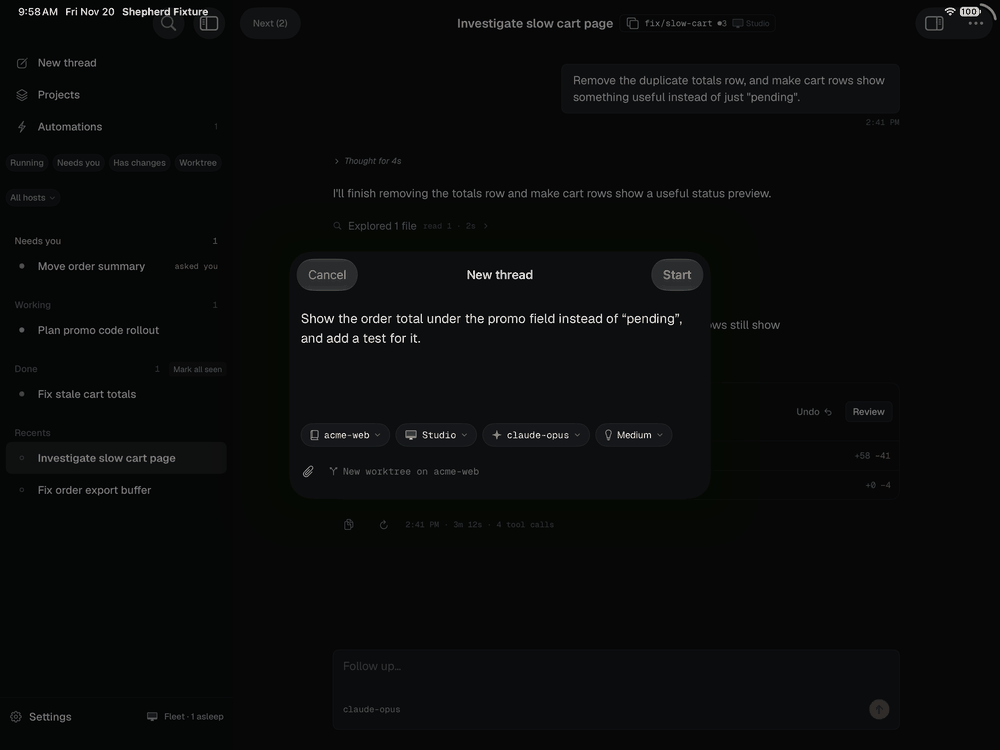 9:58 AM Fri Nov 20 Shepherd Fixture
100
Next (2)
Investigate slow cart page
fix/slow-cart ●3 Studio
New thread
Projects
Automations 1
Running Needs you Has changes Worktree
All hosts
Needs you 1
Move order summary asked you
Working 1
Plan promo code rollout
Done 1 Mark all seen
Fix stale cart totals
Recents
Investigate slow cart page
Fix order export buffer
Settings
Fleet · 1 asleep
Remove the duplicate totals row, and make cart rows show
something useful instead of just "pending".
2:41 PM
Thought for 4s
I'll finish removing the totals row and make cart rows show a useful status preview.
Explored 1 file read 1 · 2s
Cancel
New thread
Start
Show the order total under the promo field instead of “pending”,
and add a test for it.
acme-web
Studio
claude-opus
Medium
New worktree on acme-web
still show
Undo
Review
+58 −41
+0 −4
2:41 PM · 3m 12s · 4 tool calls
Follow up…
claude-opus